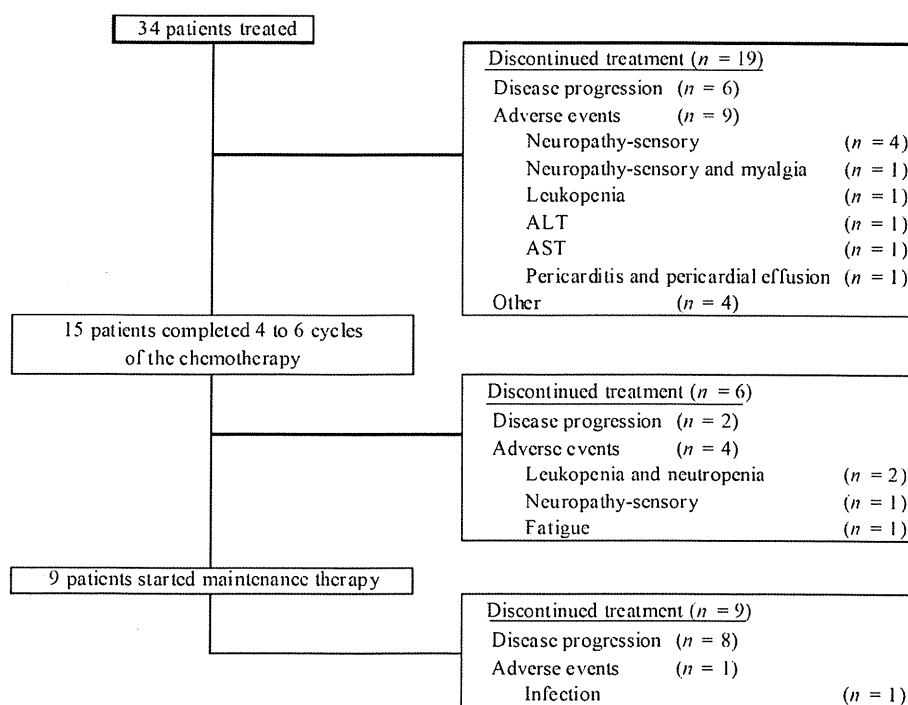 34 patients treated
Discontinued treatment (n = 19)
Disease progression (n = 6)
Adverse events (n = 9)
Neuropathy-sensory (n = 4)
Neuropathy-sensory and myalgia (n = 1)
Leukopenia (n = 1)
ALT (n = 1)
AST (n = 1)
Pericarditis and pericardial effusion (n = 1)
Other (n = 4)
15 patients completed 4 to 6 cycles
of the chemotherapy
Discontinued treatment (n = 6)
Disease progression (n = 2)
Adverse events (n = 4)
Leukopenia and neutropenia (n = 2)
Neuropathy-sensory (n = 1)
Fatigue (n = 1)
9 patients started maintenance therapy
Discontinued treatment (n = 9)
Disease progression (n = 8)
Adverse events (n = 1)
Infection (n = 1)